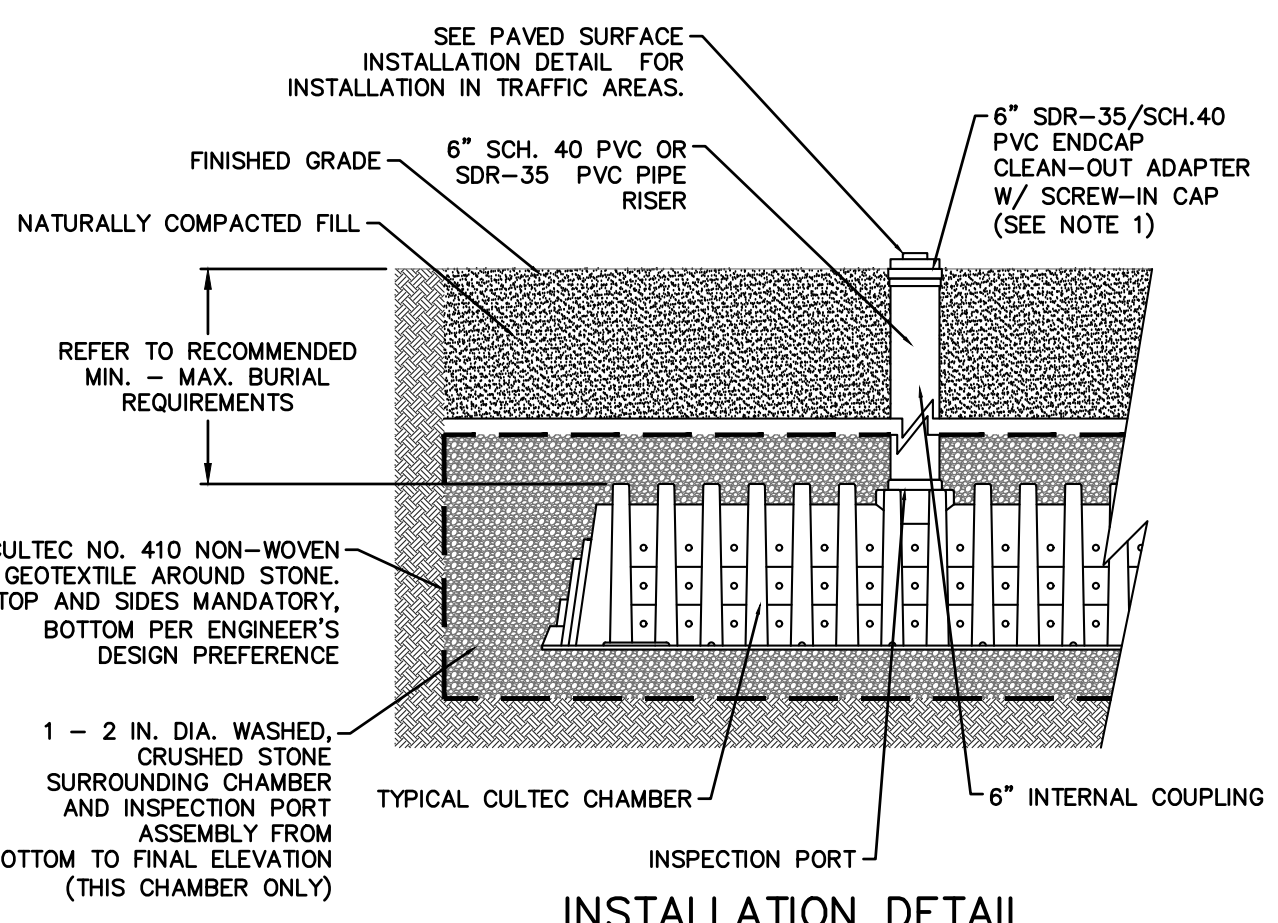 SEE PAVED SURFACE
INSTALLATION DETAIL FOR
INSTALLATION IN TRAFFIC AREAS.
6” SDR-35/SCH.40
PVC ENDCAP
CLEAN-OUT ADAPTER
W/ SCREW-IN CAP
(SEE NOTE 1)
6” SCH. 40 PVC OR
SDR-35 PVC PIPE
RISER
FINISHED GRADE
NATURALLY COMPACTED FILL
REFER TO RECOMMENDED
MIN. - MAX. BURIAL
REQUIREMENTS
CULTEC NO. 410 NON-WOVEN
GEOTEXTILE AROUND STONE.
TOP AND SIDES MANDATORY,
BOTTOM PER ENGINEER'S
DESIGN PREFERENCE
1 - 2 IN. DIA. WASHED,
CRUSHED STONE
SURROUNDING CHAMBER
AND INSPECTION PORT
ASSEMBLY FROM
OTTOM TO FINAL ELEVATION
(THIS CHAMBER ONLY)
TYPICAL CULTEC CHAMBER
6” INTERNAL COUPLING
INSPECTION PORT
INSTALLATION DETAIL